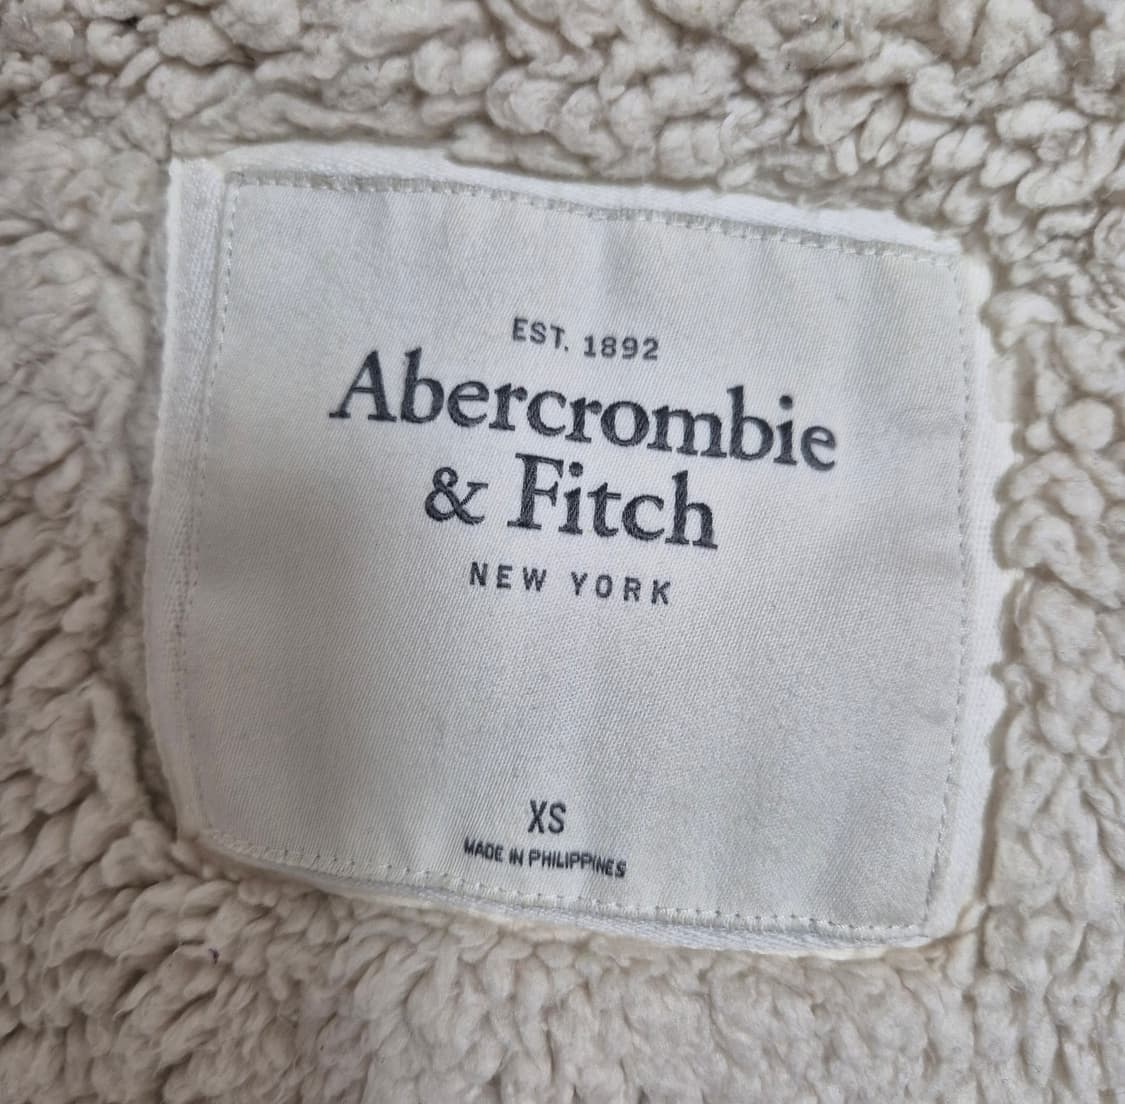 EST. 1892
Abercrombie
& Fitch
NEW YORK
XS
MADE IN PHILIPPINES